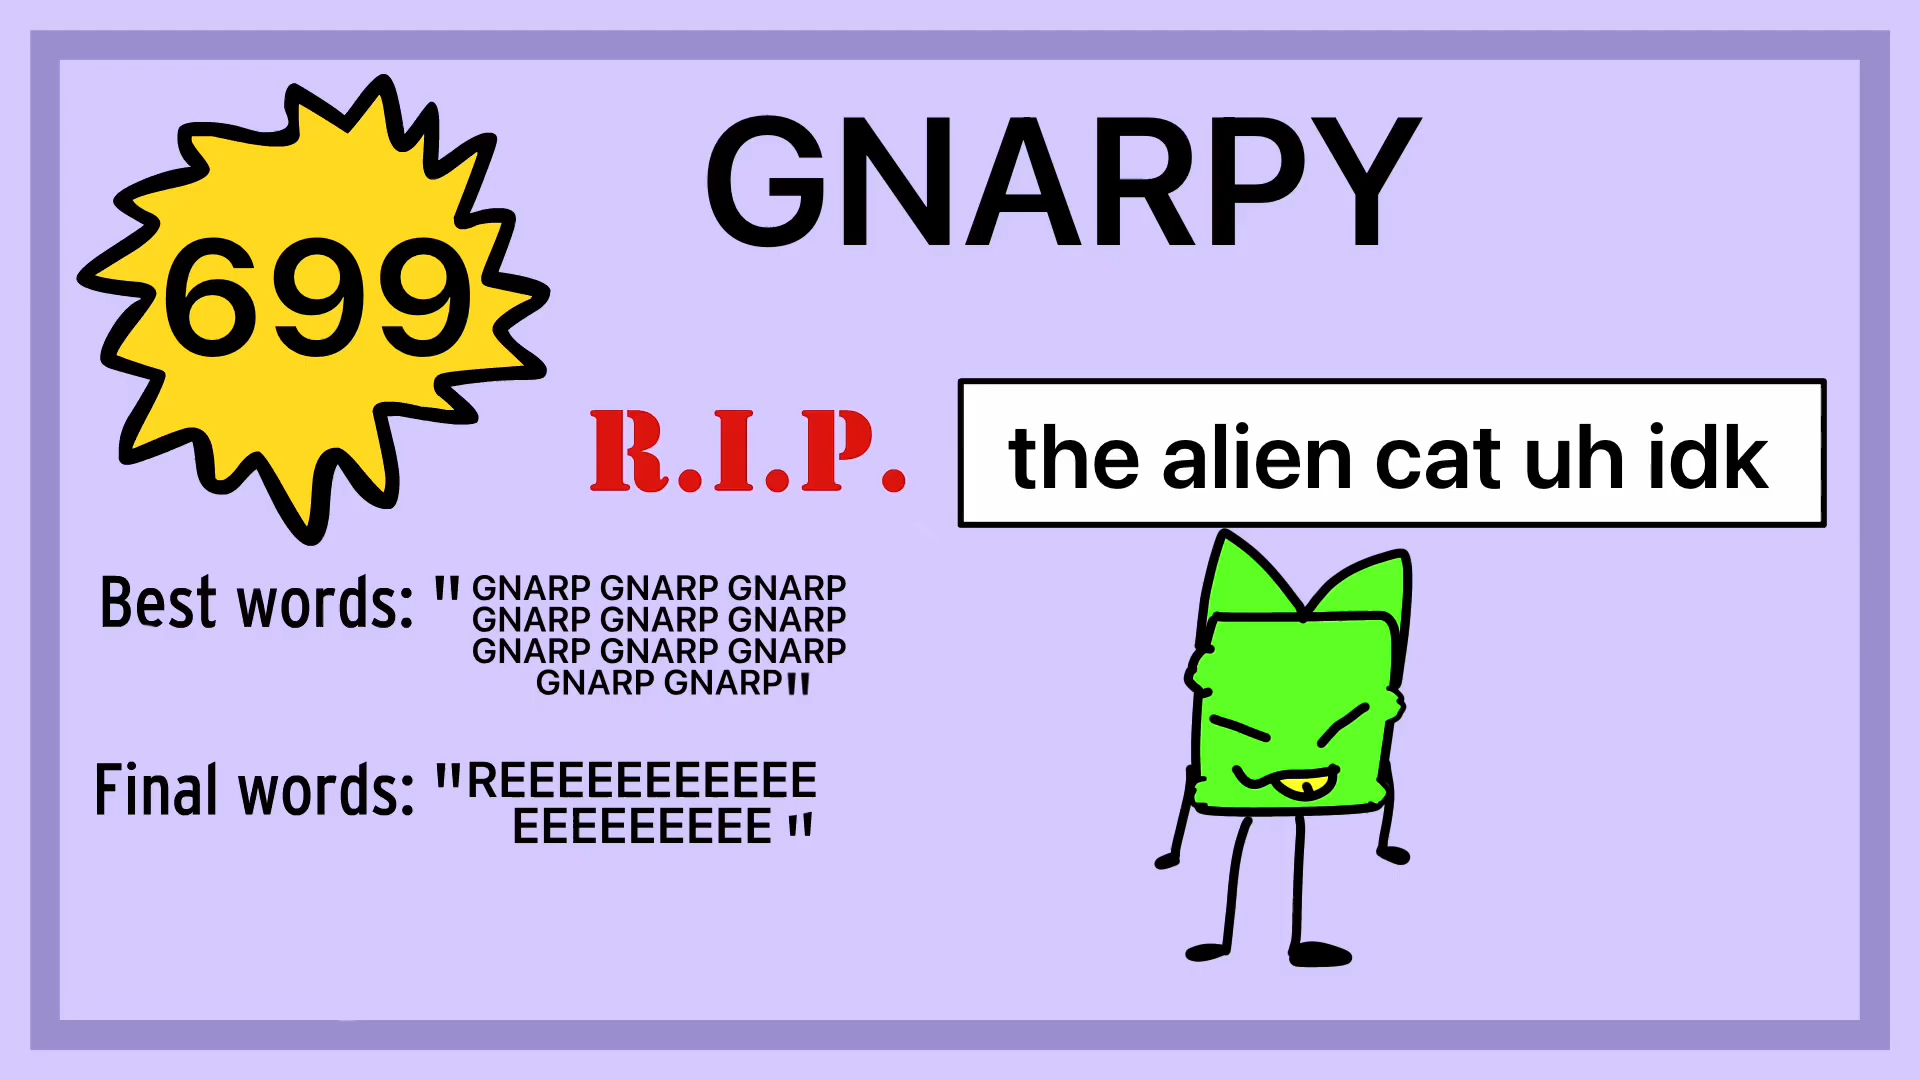 GNARPY
699
R.I.P.
the alien cat uh idk
Best words: "GNARP GNARP GNARP
GNARP GNARP GNARP
GNARP GNARP GNARP
GNARP GNARP"
Final words: "REEEEEEEEEEE
EEEEEEEEE "